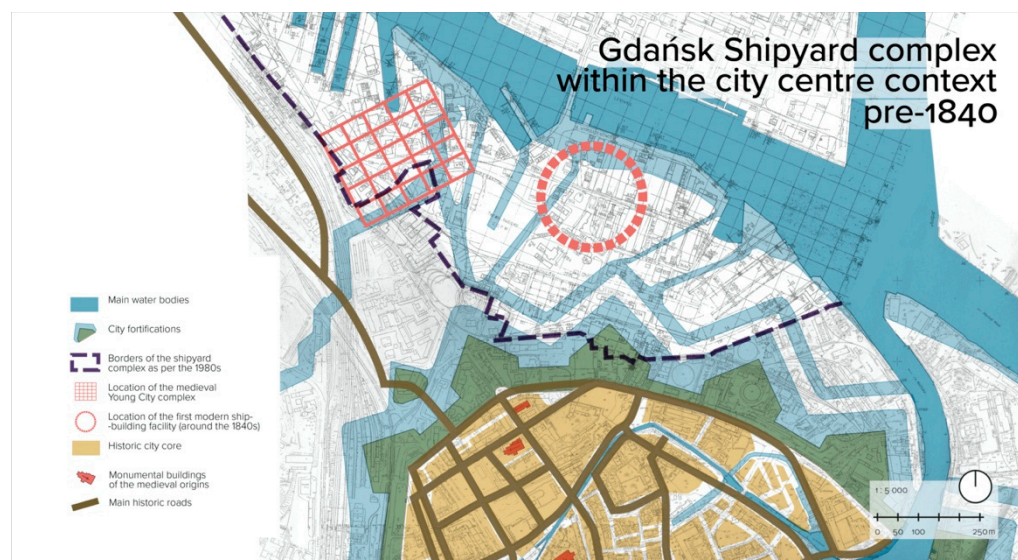 Gdańsk Shipyard complex
within the city centre context
pre-1840
Main water bodies
City fortifications
Borders of the shipyard
complex as per the 1980s
Location of the medieval
Young City complex
Location of the first modern ship-
-building facility (around the 1840s)
Historic city core
Monumental buildings
of the medieval origins
Main historic roads
1: 5 000
0 50 100 250 m